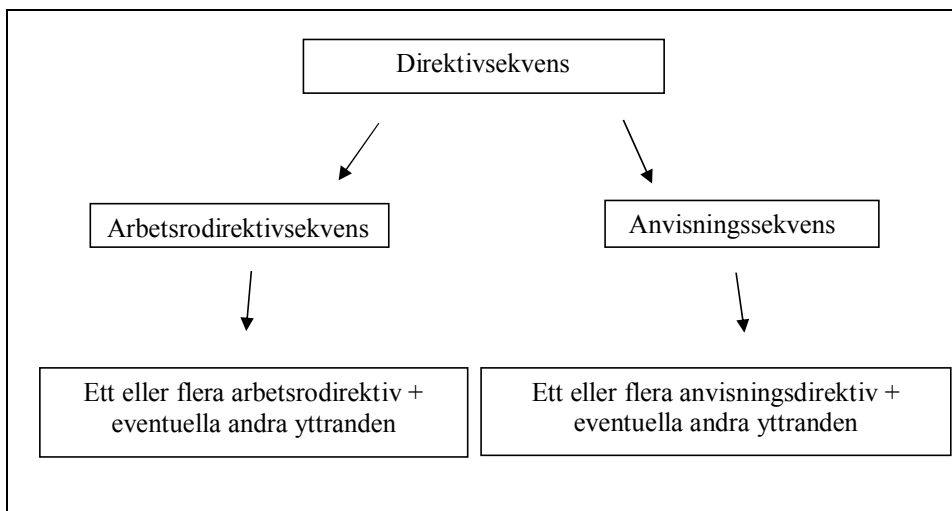 Direktivsekvens
Arbetsrodirektivsekvens
Anvisningssekvens
Ett eller flera arbetsrodirektiv +
eventuella andra yttranden
Ett eller flera anvisningsdirektiv +
eventuella andra yttranden